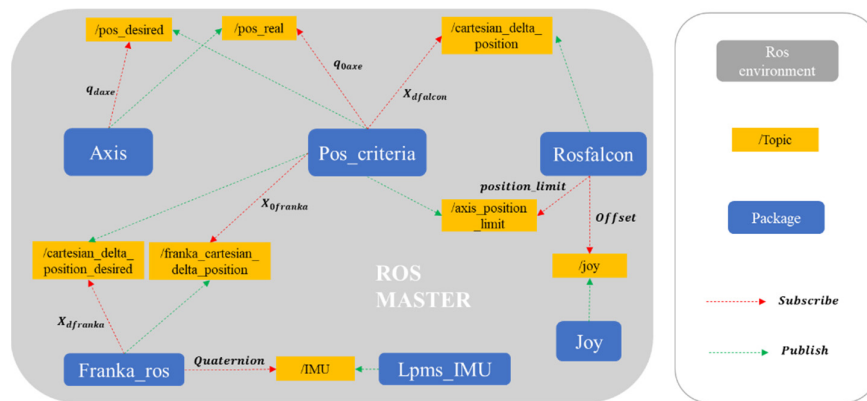 /pos_desired
/pos_real
/cartesian_delta_
position
q0axe
qdaxe
Xdfalcon
Axis
Pos_criteria
Rosfalcon
position_limit
X0franka
/axis_position
_limit
Offset
/cartesian_delta_
position_desired
/franka_cartesian_
delta_position
/joy
ROS
MASTER
Xdfranka
Franka_ros
Quaternion
/IMU
Lpms_IMU
Joy
Ros
environment
/Topic
Package
Subscribe
Publish